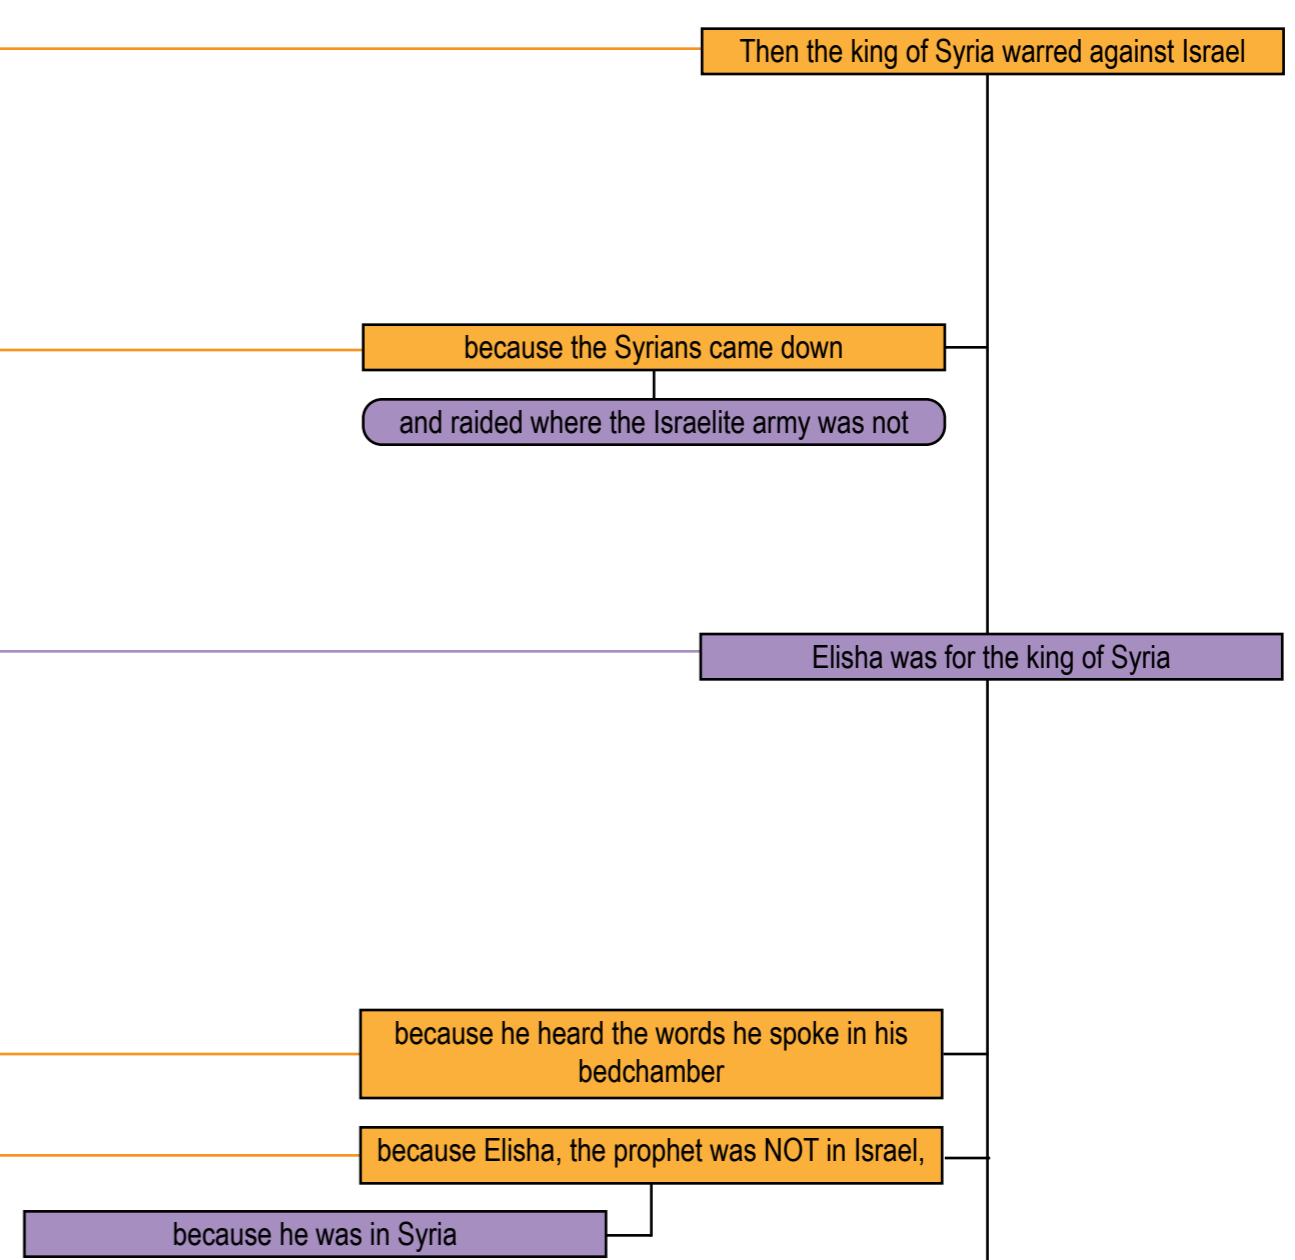 Then the king of Syria warred against Israel
because the Syrians came down
and raided where the Israelite army was not
Elisha was for the king of Syria
because he heard the words he spoke in his
bedchamber
because Elisha, the prophet was NOT in Israel,
because he was in Syria